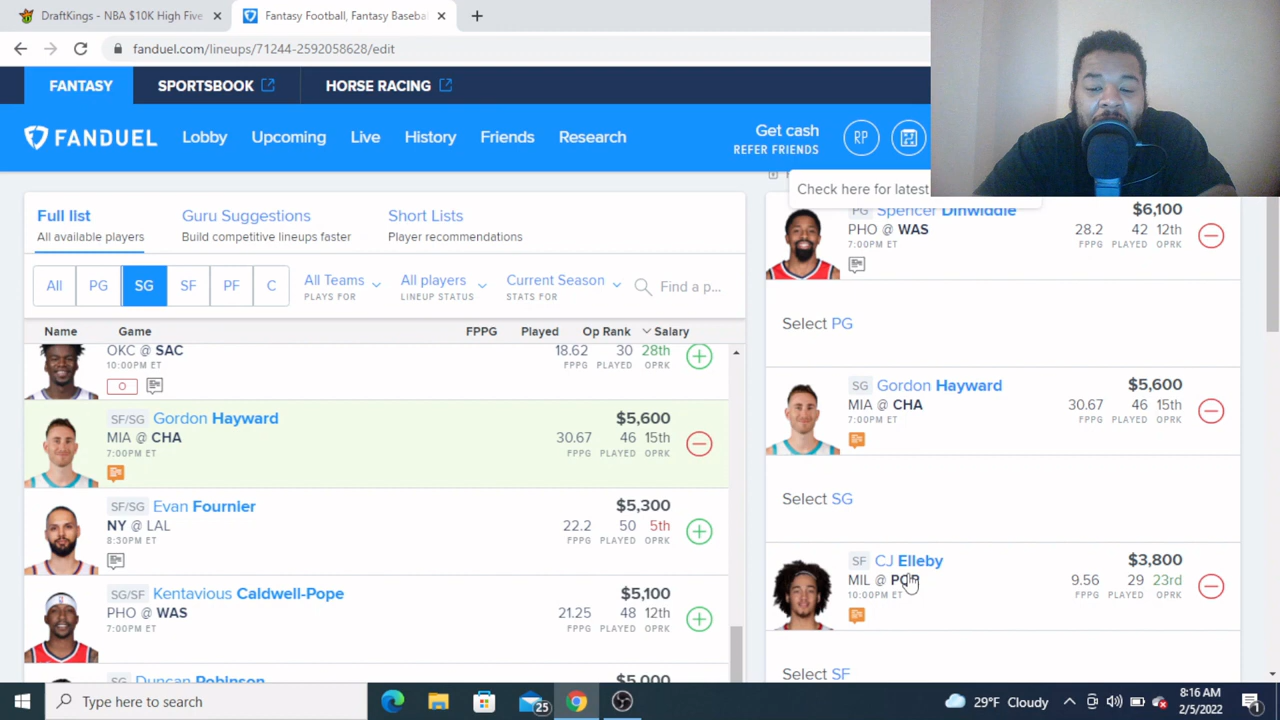 DraftKings - NBA $10K High Five
Fantasy Football, Fantasy Baseba
fanduel.com/lineups/71244-2592058628/edit
FANTASY
SPORTSBOOK
HORSE RACING
FANDUEL
Lobby
Upcoming
Live
History
Friends
Research
Get cash
REFER FRIENDS
RP
Check here for latest
Full list
All available players
Guru Suggestions
Build competitive lineups faster
Short Lists
Player recommendations
All
PG
SG
SF
PF
C
All Teams
PLAYS FOR
All players
LINEUP STATUS
Current Season
STATS FOR
Find a p...
Name
Game
FPPG
Played
Op Rank
Salary
OKC @ SAC
10:00PM ET
O
18.62 30 28th
FPPG PLAYED OPRK
SF/SG Gordon Hayward
$5,600
MIA @ CHA
30.67 46 15th
7:00PM ET
FPPG PLAYED OPRK
SF/SG Evan Fournier
$5,300
NY @ LAL
22.2 50 5th
8:30PM ET
FPPG PLAYED OPRK
SG/SF Kentavious Caldwell-Pope
$5,100
PHO @ WAS
21.25 48 12th
7:00PM ET
FPPG PLAYED OPRK
SG Duncan Robinson
$5,000
PG Spencer Dinwiddie
$6,100
PHO @ WAS
28.2 42 12th
7:00PM ET
FPPG PLAYED OPRK
Select PG
SG Gordon Hayward
$5,600
MIA @ CHA
30.67 46 15th
7:00PM ET
FPPG PLAYED OPRK
Select SG
SF CJ Elleby
$3,800
MIL @
9.56 29 23rd
10:00PM ET
FPPG PLAYED OPRK
Select SF
Type here to search
25
29°F Cloudy
8:16 AM
2/5/2022
1